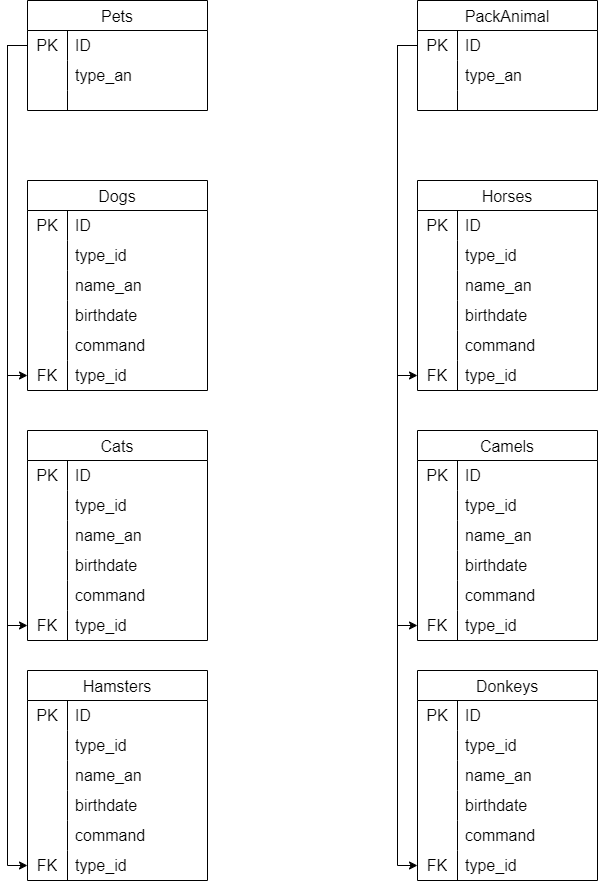 Pets
PK ID
type_an
Dogs
PK ID
type_id
name_an
birthdate
command
FK type_id
Cats
PK ID
type_id
name_an
birthdate
command
FK type_id
Hamsters
PK ID
type_id
name_an
birthdate
command
FK type_id
PackAnimal
PK ID
type_an
Horses
PK ID
type_id
name_an
birthdate
command
FK type_id
Camels
PK ID
type_id
name_an
birthdate
command
FK type_id
Donkeys
PK ID
type_id
name_an
birthdate
command
FK type_id